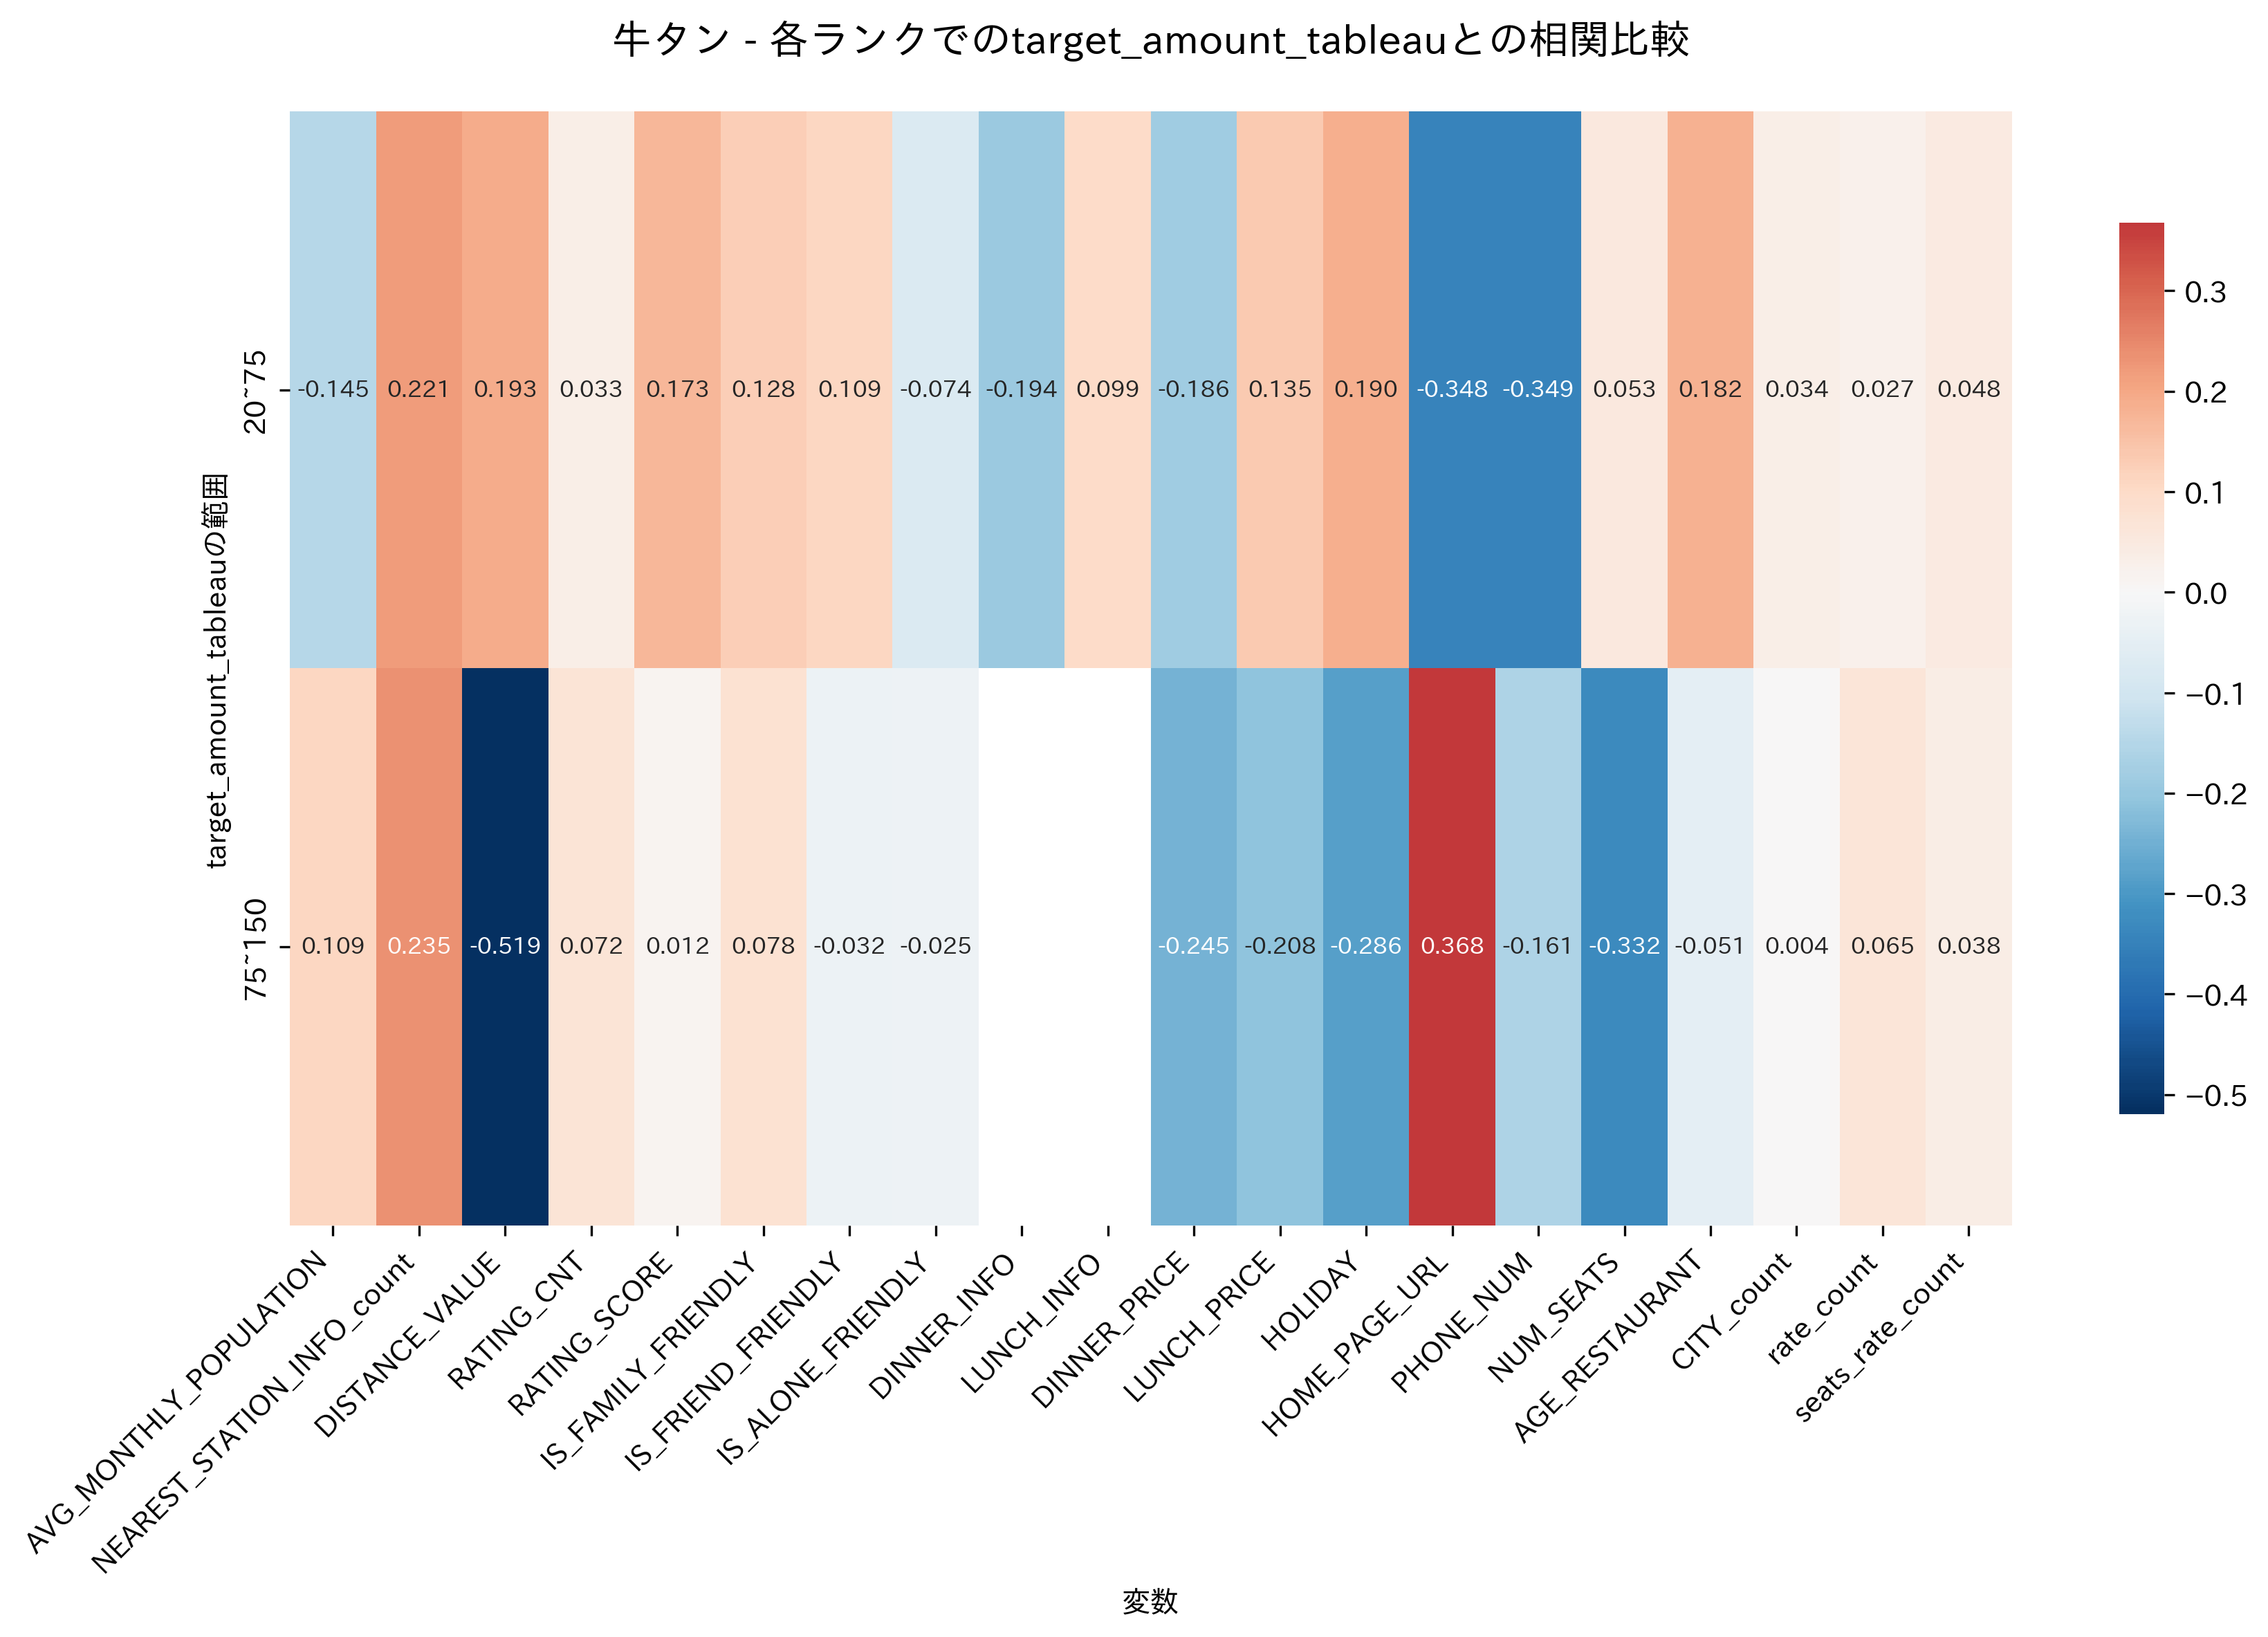 牛タン - 各ランクでのtarget_amount_tableauとの相関比較
target_amount_tableauの範囲
20~75
-0.145 0.221 0.193 0.033 0.173 0.128 0.109 -0.074 -0.194 0.099 -0.186 0.135 0.190 -0.348 -0.349 0.053 0.182 0.034 0.027 0.048
75~150
0.109 0.235 -0.519 0.072 0.012 0.078 -0.032 -0.025 -0.245 -0.208 -0.286 0.368 -0.161 -0.332 -0.051 0.004 0.065 0.038
AVG_MONTHLY_POPULATION
NEAREST_STATION_INFO_count
DISTANCE_VALUE
RATING_CNT
RATING_SCORE
IS_FAMILY_FRIENDLY
IS_FRIEND_FRIENDLY
IS_ALONE_FRIENDLY
DINNER_INFO
LUNCH_INFO
DINNER_PRICE
LUNCH_PRICE
HOLIDAY
HOME_PAGE_URL
PHONE_NUM
NUM_SEATS
AGE_RESTAURANT
CITY_count
rate_count
seats_rate_count
変数
0.3
0.2
0.1
0.0
−0.1
−0.2
−0.3
−0.4
−0.5